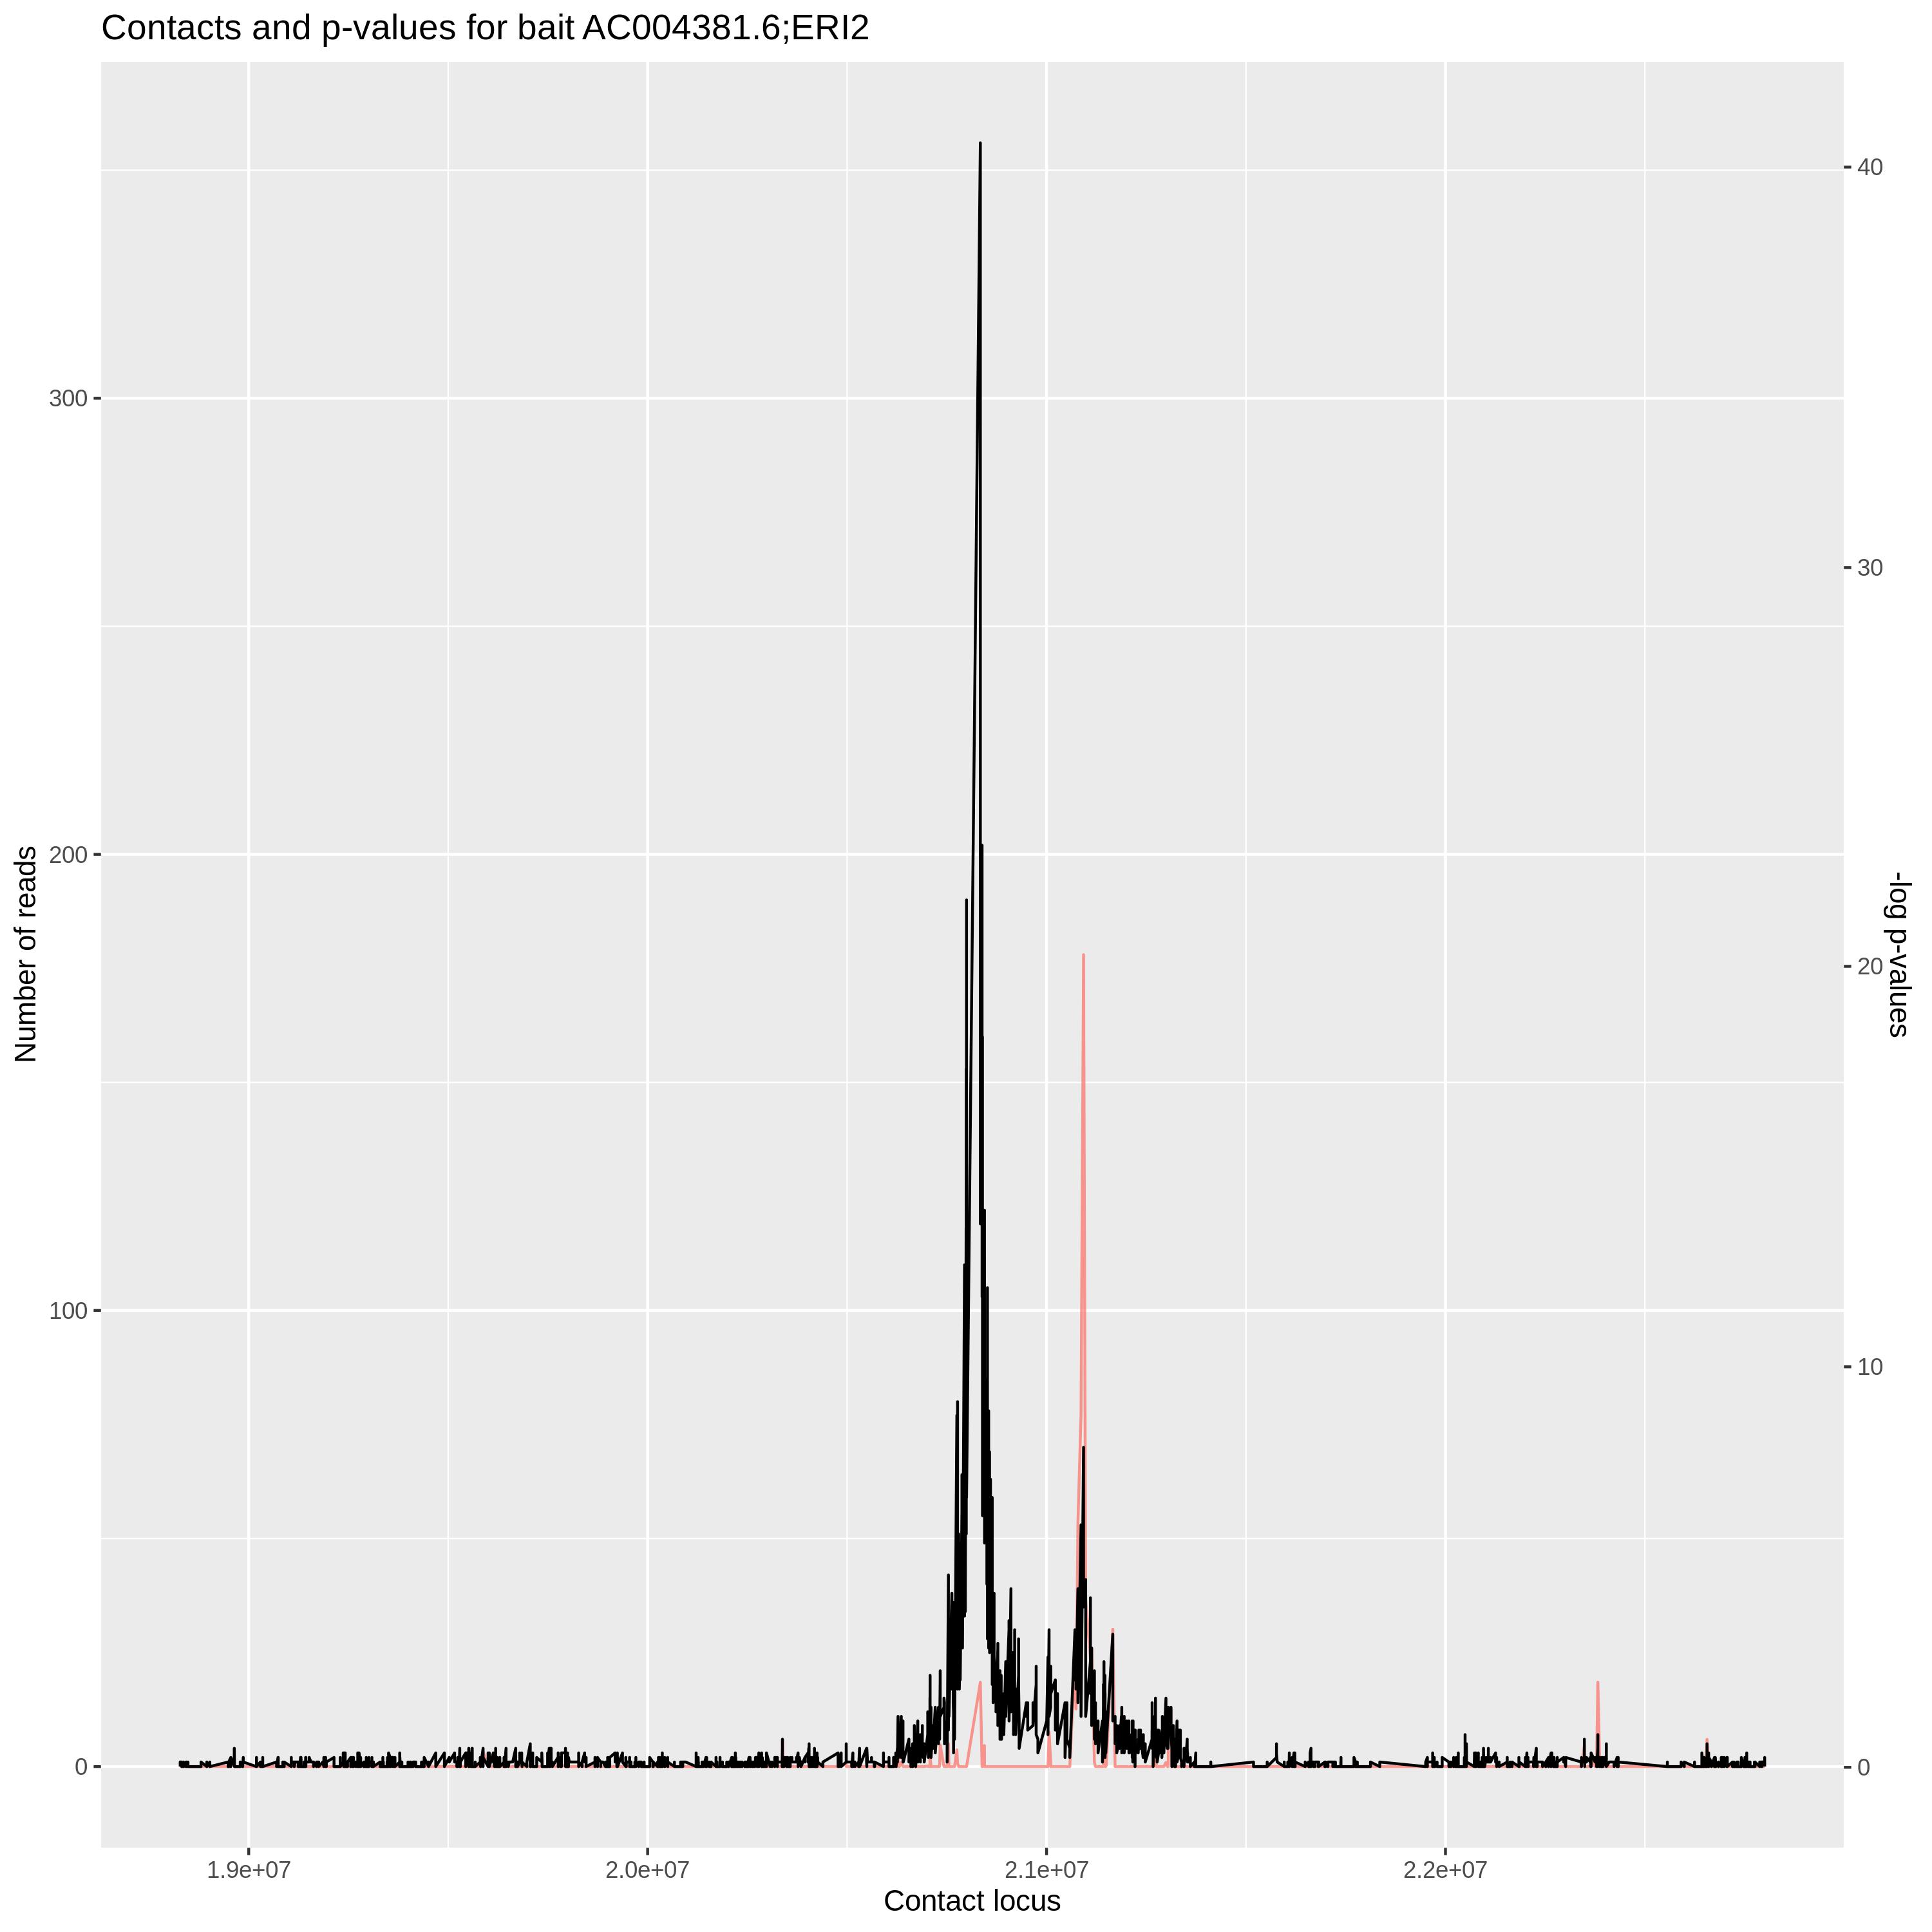 Contacts and p-values for bait AC004381.6;ERI2
Number of reads
300
200
100
0
40
30
20
10
0
-log p-values
1.9e+07
2.0e+07
2.1e+07
2.2e+07
Contact locus